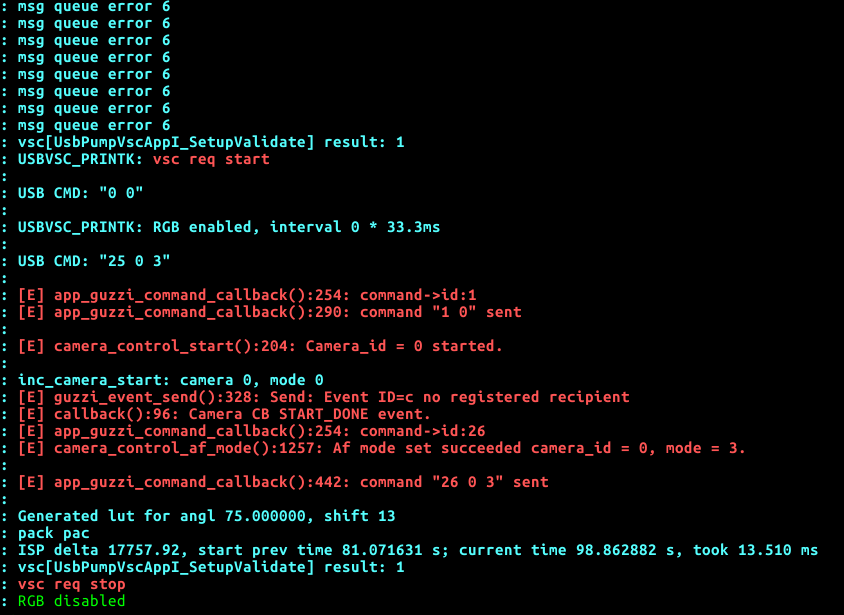 : msg queue error 6
: msg queue error 6
: msg queue error 6
: msg queue error 6
: msg queue error 6
: msg queue error 6
: msg queue error 6
: msg queue error 6
: vsc[UsbPumpVscAppI_SetupValidate] result: 1
: USBVSC_PRINTK: vsc req start
:
: USB CMD: "0 0"
:
: USBVSC_PRINTK: RGB enabled, interval 0 * 33.3ms
:
: USB CMD: "25 0 3"
:
: [E] app_guzzi_command_callback():254: command->id:1
: [E] app_guzzi_command_callback():290: command "1 0" sent
:
: [E] camera_control_start():204: Camera_id = 0 started.
:
: inc_camera_start: camera 0, mode 0
: [E] guzzi_event_send():328: Send: Event ID=c no registered recipient
: [E] callback():96: Camera CB START_DONE event.
: [E] app_guzzi_command_callback():254: command->id:26
: [E] camera_control_af_mode():1257: Af mode set succeeded camera_id = 0, mode = 3.
:
: [E] app_guzzi_command_callback():442: command "26 0 3" sent
:
: Generated lut for angl 75.000000, shift 13
: pack pac
: ISP delta 17757.92, start prev time 81.071631 s; current time 98.862882 s, took 13.510 ms
: vsc[UsbPumpVscAppI_SetupValidate] result: 1
: vsc req stop
: RGB disabled